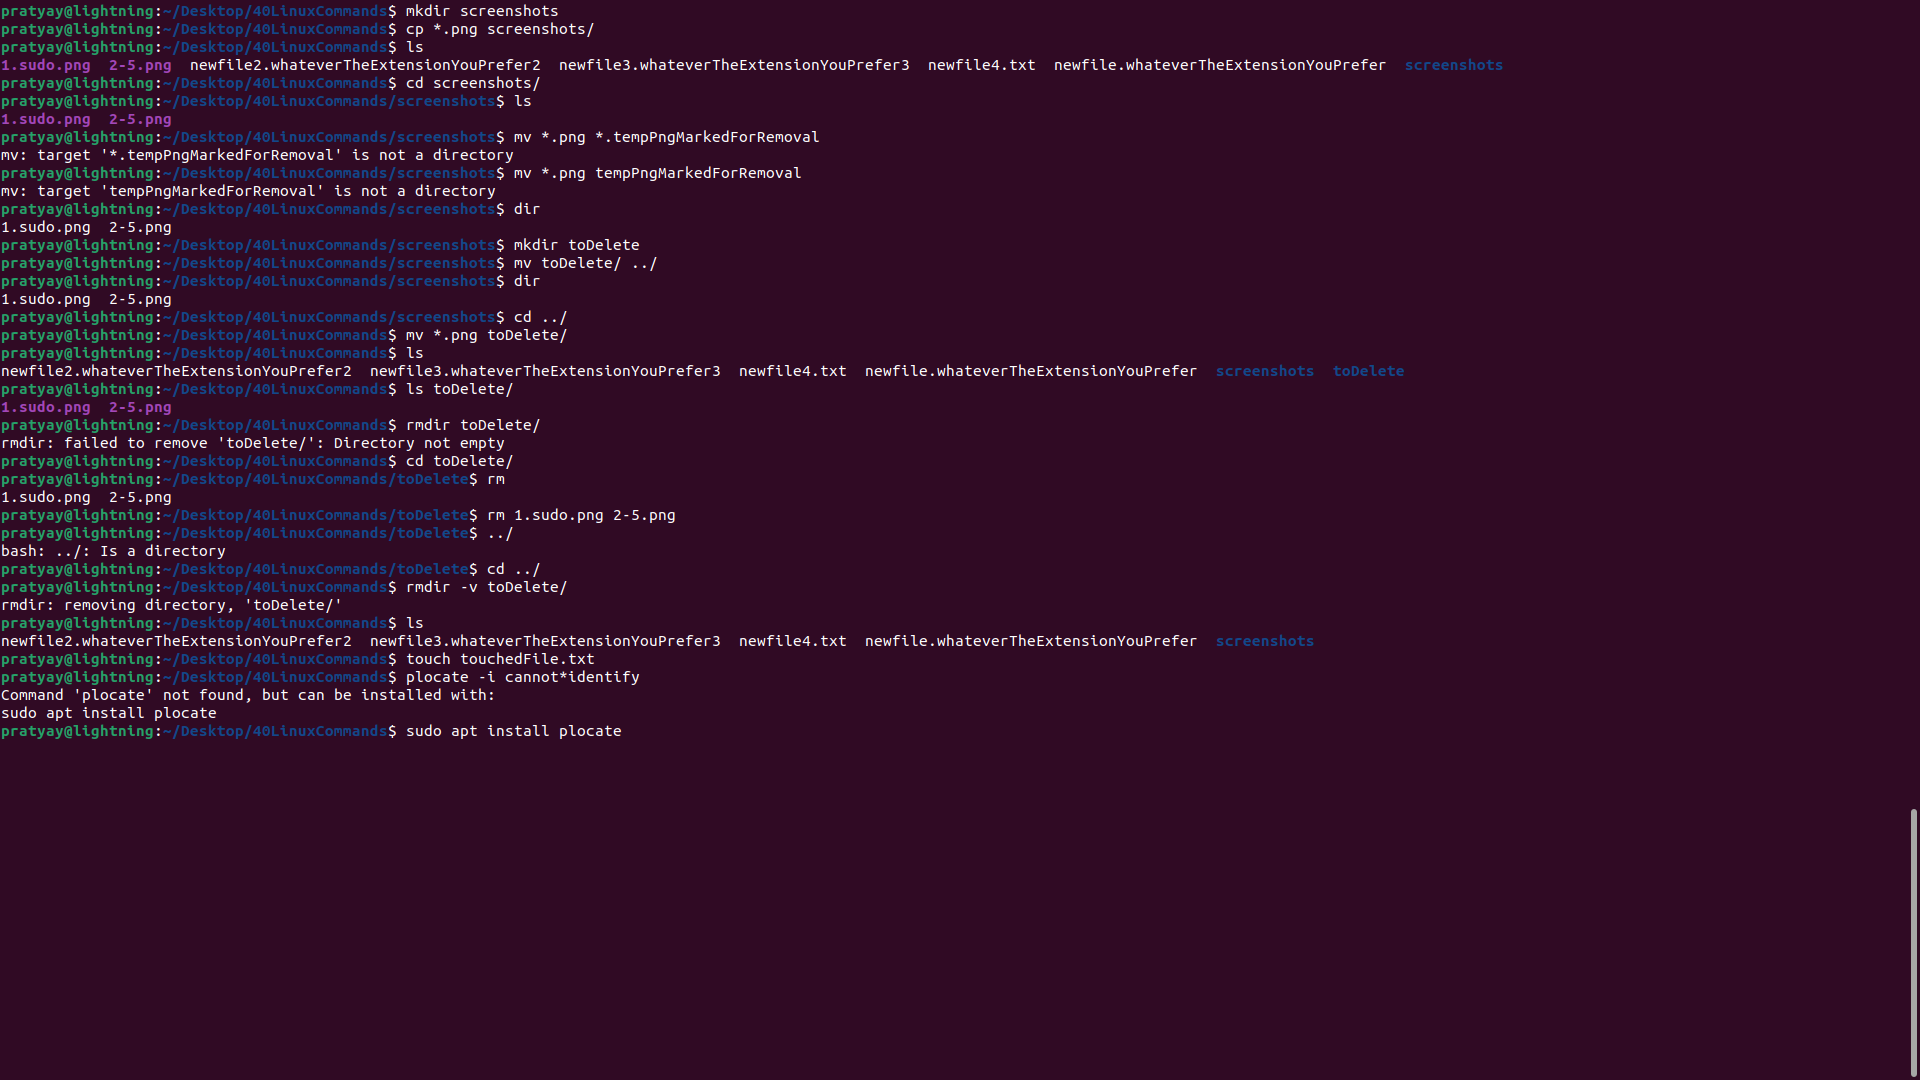 pratyay@lightning:~/Desktop/40LinuxCommands$ mkdir screenshots
pratyay@lightning:~/Desktop/40LinuxCommands$ cp *.png screenshots/
pratyay@lightning:~/Desktop/40LinuxCommands$ ls
1.sudo.png  2-5.png  newfile2.whateverTheExtensionYouPrefer2  newfile3.whateverTheExtensionYouPrefer3  newfile4.txt  newfile.whateverTheExtensionYouPrefer  screenshots
pratyay@lightning:~/Desktop/40LinuxCommands$ cd screenshots/
pratyay@lightning:~/Desktop/40LinuxCommands/screenshots$ ls
1.sudo.png  2-5.png
pratyay@lightning:~/Desktop/40LinuxCommands/screenshots$ mv *.png *.tempPngMarkedForRemoval
mv: target '*.tempPngMarkedForRemoval' is not a directory
pratyay@lightning:~/Desktop/40LinuxCommands/screenshots$ mv *.png tempPngMarkedForRemoval
mv: target 'tempPngMarkedForRemoval' is not a directory
pratyay@lightning:~/Desktop/40LinuxCommands/screenshots$ dir
1.sudo.png  2-5.png
pratyay@lightning:~/Desktop/40LinuxCommands/screenshots$ mkdir toDelete
pratyay@lightning:~/Desktop/40LinuxCommands/screenshots$ mv toDelete/ ../
pratyay@lightning:~/Desktop/40LinuxCommands/screenshots$ dir
1.sudo.png  2-5.png
pratyay@lightning:~/Desktop/40LinuxCommands/screenshots$ cd ../
pratyay@lightning:~/Desktop/40LinuxCommands$ mv *.png toDelete/
pratyay@lightning:~/Desktop/40LinuxCommands$ ls
newfile2.whateverTheExtensionYouPrefer2  newfile3.whateverTheExtensionYouPrefer3  newfile4.txt  newfile.whateverTheExtensionYouPrefer  screenshots  toDelete
pratyay@lightning:~/Desktop/40LinuxCommands$ ls toDelete/
1.sudo.png  2-5.png
pratyay@lightning:~/Desktop/40LinuxCommands$ rmdir toDelete/
rmdir: failed to remove 'toDelete/': Directory not empty
pratyay@lightning:~/Desktop/40LinuxCommands$ cd toDelete/
pratyay@lightning:~/Desktop/40LinuxCommands/toDelete$ rm
1.sudo.png  2-5.png
pratyay@lightning:~/Desktop/40LinuxCommands/toDelete$ rm 1.sudo.png 2-5.png
pratyay@lightning:~/Desktop/40LinuxCommands/toDelete$ ../
bash: ../: Is a directory
pratyay@lightning:~/Desktop/40LinuxCommands/toDelete$ cd ../
pratyay@lightning:~/Desktop/40LinuxCommands$ rmdir -v toDelete/
rmdir: removing directory, 'toDelete/'
pratyay@lightning:~/Desktop/40LinuxCommands$ ls
newfile2.whateverTheExtensionYouPrefer2  newfile3.whateverTheExtensionYouPrefer3  newfile4.txt  newfile.whateverTheExtensionYouPrefer  screenshots
pratyay@lightning:~/Desktop/40LinuxCommands$ touch touchedFile.txt
pratyay@lightning:~/Desktop/40LinuxCommands$ plocate -i cannot*identify
Command 'plocate' not found, but can be installed with:
sudo apt install plocate
pratyay@lightning:~/Desktop/40LinuxCommands$ sudo apt install plocate